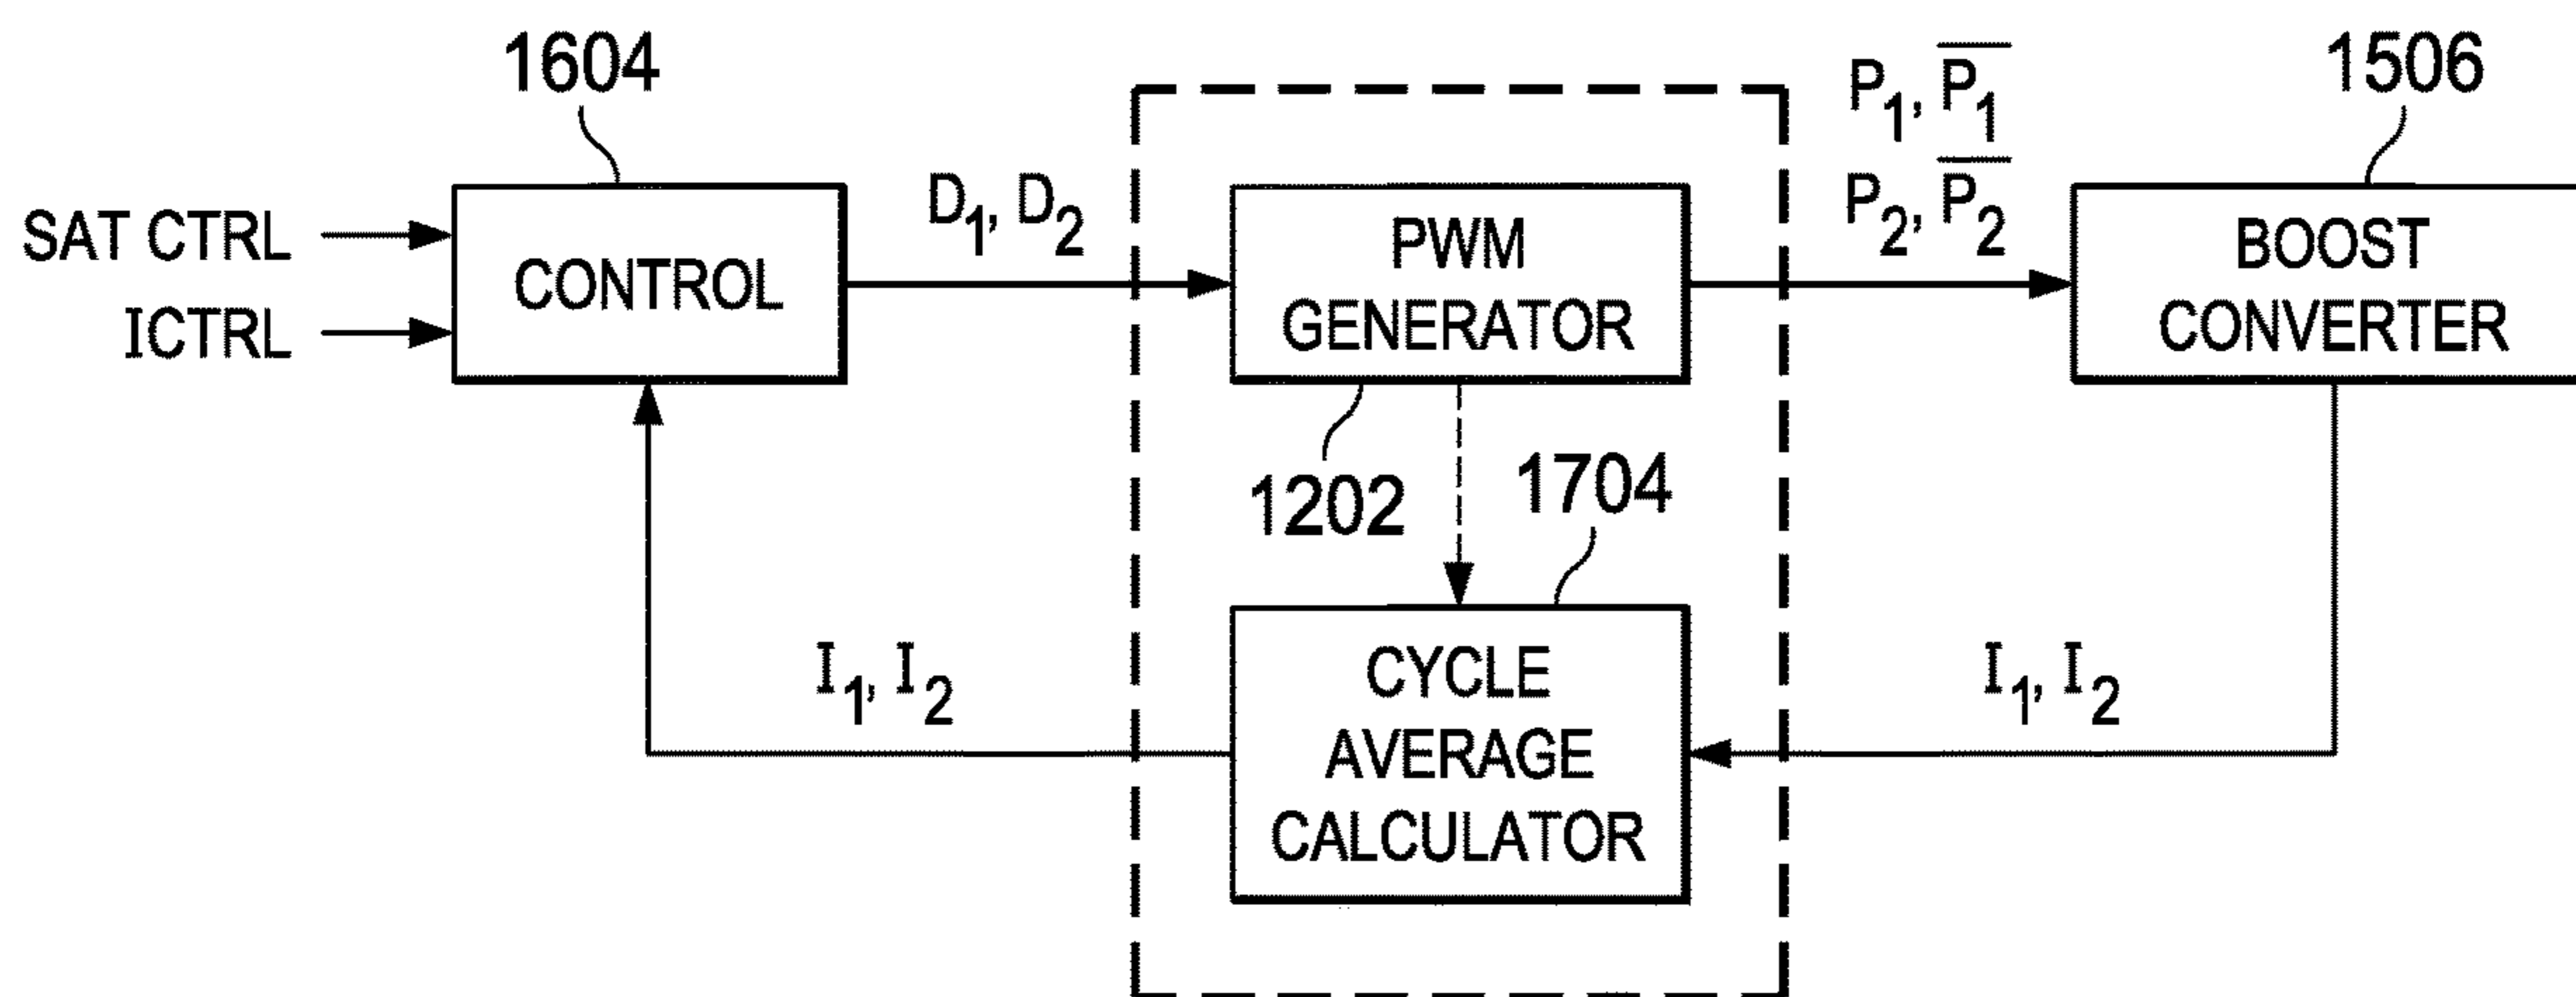 1604
1506
P₁, P̅₁̅
P₂, P̅₂̅
SAT CTRL
ICTRL
CONTROL
D₁, D₂
PWM
GENERATOR
BOOST
CONVERTER
1202
1704
I₁, I₂
CYCLE
AVERAGE
CALCULATOR
I₁, I₂